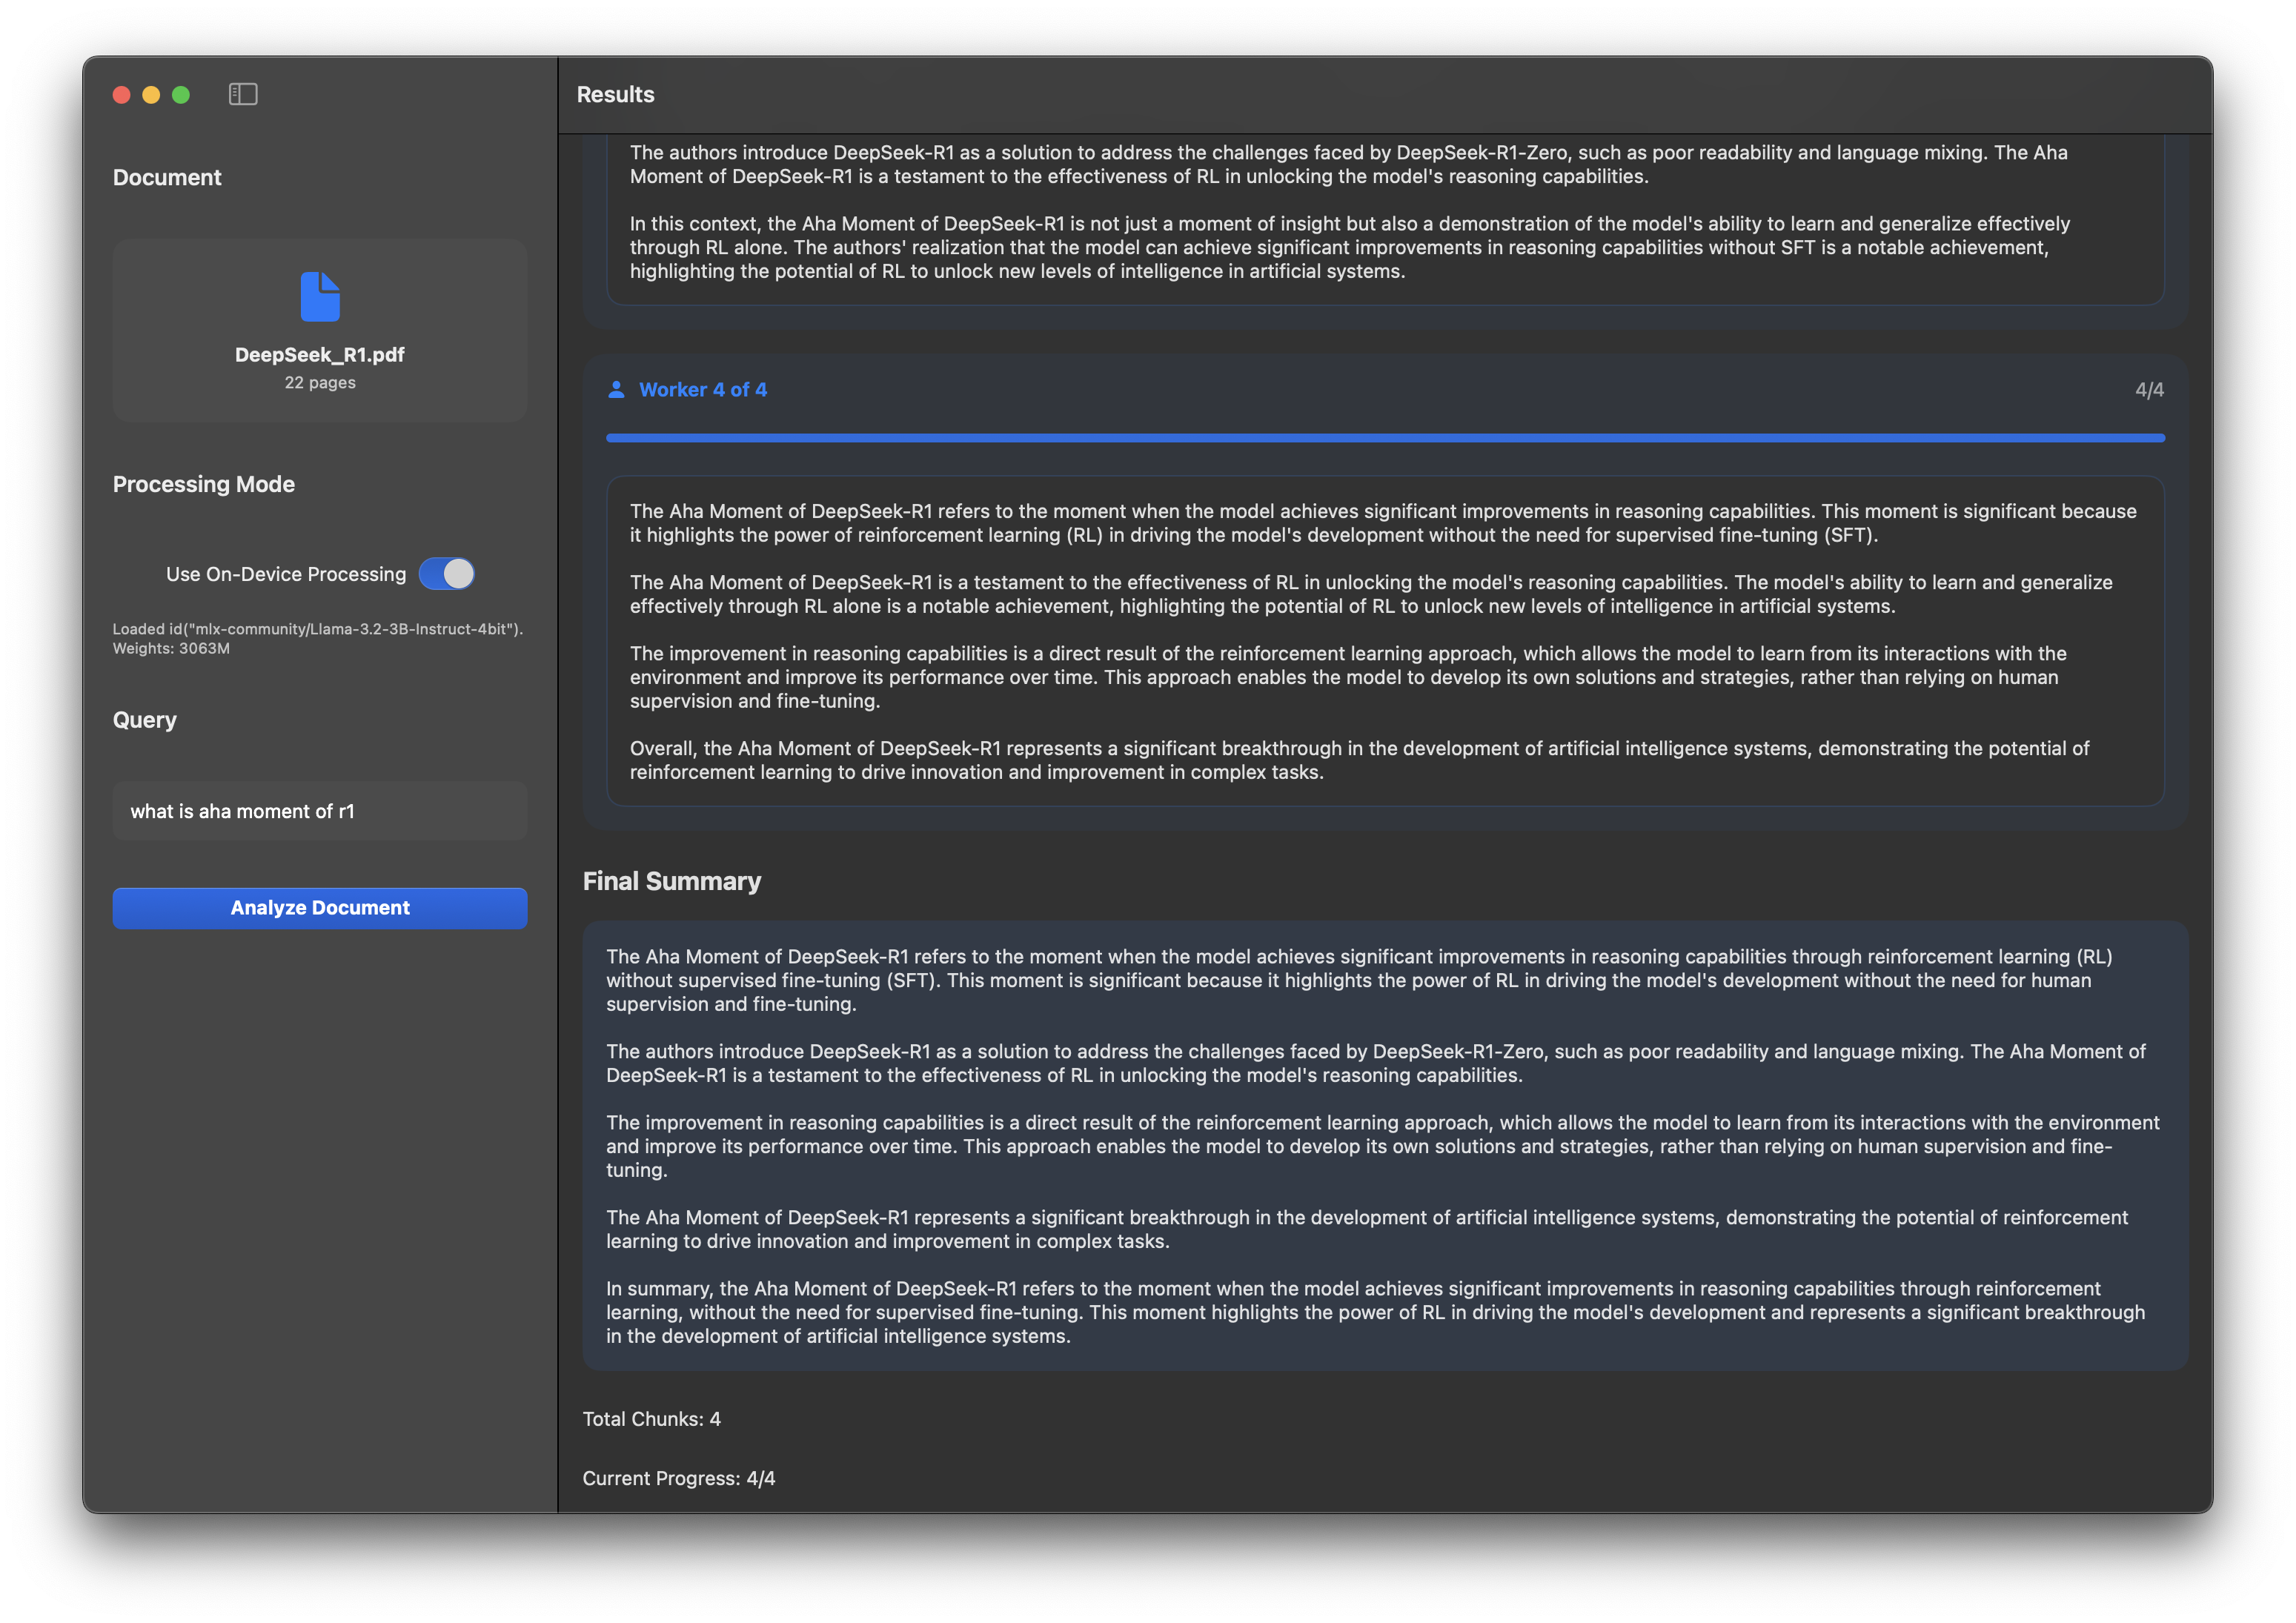 Document
DeepSeek_R1.pdf
22 pages
Processing Mode
Use On-Device Processing
Loaded id("mlx-community/Llama-3.2-3B-Instruct-4bit").
Weights: 3063M
Query
what is aha moment of r1
Analyze Document
Results
The authors introduce DeepSeek-R1 as a solution to address the challenges faced by DeepSeek-R1-Zero, such as poor readability and language mixing. The Aha
Moment of DeepSeek-R1 is a testament to the effectiveness of RL in unlocking the model's reasoning capabilities.
In this context, the Aha Moment of DeepSeek-R1 is not just a moment of insight but also a demonstration of the model's ability to learn and generalize effectively
through RL alone. The authors' realization that the model can achieve significant improvements in reasoning capabilities without SFT is a notable achievement,
highlighting the potential of RL to unlock new levels of intelligence in artificial systems.
Worker 4 of 4
4/4
The Aha Moment of DeepSeek-R1 refers to the moment when the model achieves significant improvements in reasoning capabilities. This moment is significant because
it highlights the power of reinforcement learning (RL) in driving the model's development without the need for supervised fine-tuning (SFT).
The Aha Moment of DeepSeek-R1 is a testament to the effectiveness of RL in unlocking the model's reasoning capabilities. The model's ability to learn and generalize
effectively through RL alone is a notable achievement, highlighting the potential of RL to unlock new levels of intelligence in artificial systems.
The improvement in reasoning capabilities is a direct result of the reinforcement learning approach, which allows the model to learn from its interactions with the
environment and improve its performance over time. This approach enables the model to develop its own solutions and strategies, rather than relying on human
supervision and fine-tuning.
Overall, the Aha Moment of DeepSeek-R1 represents a significant breakthrough in the development of artificial intelligence systems, demonstrating the potential of
reinforcement learning to drive innovation and improvement in complex tasks.
Final Summary
The Aha Moment of DeepSeek-R1 refers to the moment when the model achieves significant improvements in reasoning capabilities through reinforcement learning (RL)
without supervised fine-tuning (SFT). This moment is significant because it highlights the power of RL in driving the model's development without the need for human
supervision and fine-tuning.
The authors introduce DeepSeek-R1 as a solution to address the challenges faced by DeepSeek-R1-Zero, such as poor readability and language mixing. The Aha Moment of
DeepSeek-R1 is a testament to the effectiveness of RL in unlocking the model's reasoning capabilities.
The improvement in reasoning capabilities is a direct result of the reinforcement learning approach, which allows the model to learn from its interactions with the environment
and improve its performance over time. This approach enables the model to develop its own solutions and strategies, rather than relying on human supervision and fine-
tuning.
The Aha Moment of DeepSeek-R1 represents a significant breakthrough in the development of artificial intelligence systems, demonstrating the potential of reinforcement
learning to drive innovation and improvement in complex tasks.
In summary, the Aha Moment of DeepSeek-R1 refers to the moment when the model achieves significant improvements in reasoning capabilities through reinforcement
learning, without the need for supervised fine-tuning. This moment highlights the power of RL in driving the model's development and represents a significant breakthrough
in the development of artificial intelligence systems.
Total Chunks: 4
Current Progress: 4/4